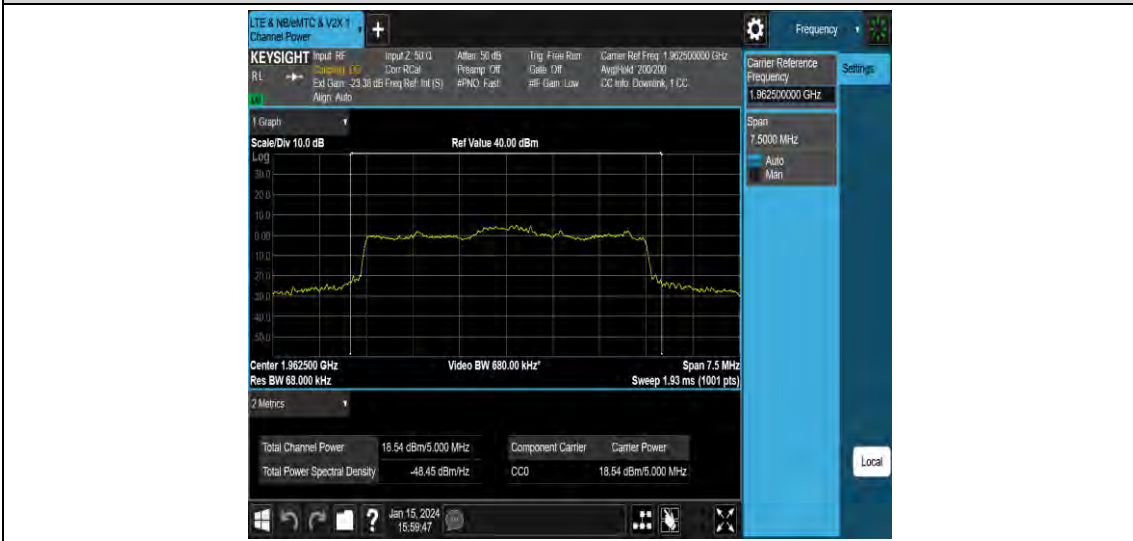 LTE & NB/eMTC & V2X 1
Channel Power
+
Frequency
KEYSIGHT Input: RF Input Z: 50 Ω Atten: 50 dB Trig: Free Run Carrier Ref Freq: 1.962500000 GHz
RL Coupling: DC Corr RCal Preamp: Off Gate: Off Avg|Hold: 200/200
Ext Gain: -23.38 dB Freq Ref: Int (S) #PNO: Fast #IF Gain: Low CC Info: Downlink, 1 CC
Align: Auto
Carrier Reference
Frequency
1.962500000 GHz
Settings
Span
7.5000 MHz
Auto
Man
1 Graph
Scale/Div 10.0 dB Ref Value 40.00 dBm
Log
30.0
20.0
10.0
0.00
-10.0
-20.0
-30.0
-40.0
-50.0
Center 1.962500 GHz Video BW 680.00 kHz* Span 7.5 MHz
Res BW 68.000 kHz Sweep 1.93 ms (1001 pts)
2 Metrics
Total Channel Power 18.54 dBm/5.000 MHz Component Carrier Carrier Power
Total Power Spectral Density -48.45 dBm/Hz CC0 18.54 dBm/5.000 MHz
Local
? Jan 15, 2024
15:59:47